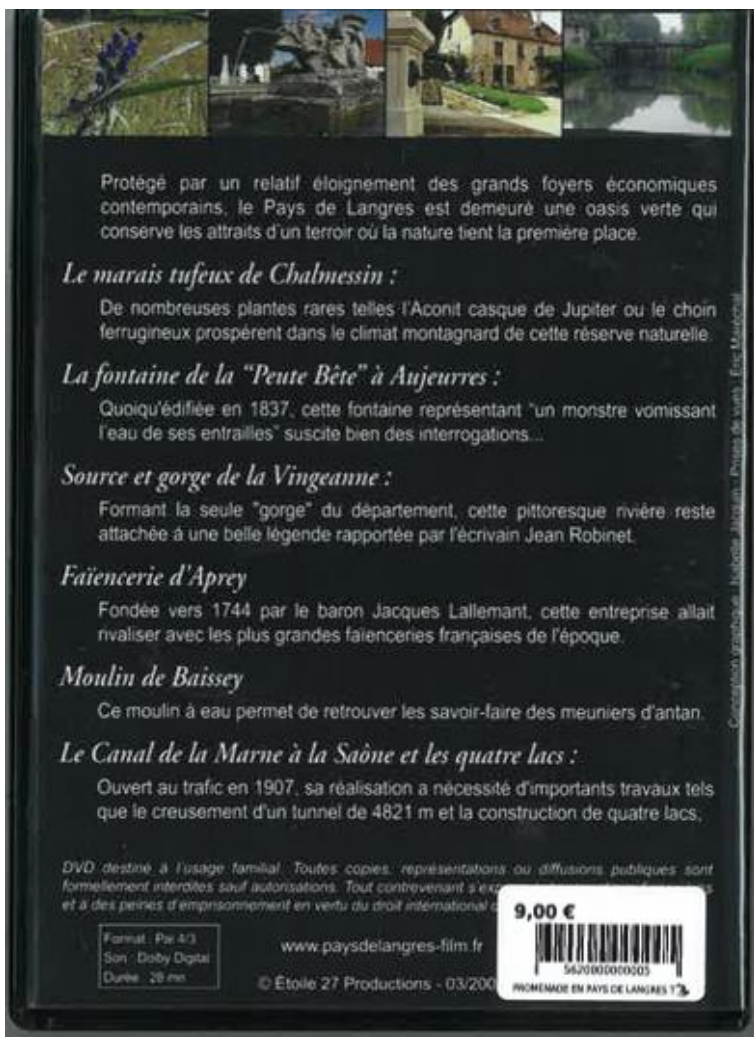 Protégé par un relatif éloignement des grands foyers économiques
contemporains, le Pays de Langres est demeuré une oasis verte qui
conserve les attraits d'un terroir où la nature tient la première place.
Le marais tufeux de Chalmessin :
De nombreuses plantes rares telles l'Aconit casque de Jupiter ou le choin
ferrugineux prospèrent dans le climat montagnard de cette réserve naturelle.
La fontaine de la "Peute Bête" à Aujeurres :
Quoiqu'édifiée en 1837, cette fontaine représentant "un monstre vomissant
l'eau de ses entrailles" suscite bien des interrogations...
Source et gorge de la Vingeanne :
Formant la seule "gorge" du département, cette pittoresque rivière reste
attachée á une belle légende rapportée par l'écrivain Jean Robinet.
Faïencerie d'Aprey
Fondée vers 1744 par le baron Jacques Lallemant, cette entreprise allait
rivaliser avec les plus grandes faïenceries françaises de l'époque.
Moulin de Baissey
Ce moulin à eau permet de retrouver les savoir-faire des meuniers d'antan.
Le Canal de la Marne à la Saône et les quatre lacs :
Ouvert au trafic en 1907, sa réalisation a nécessité d'importants travaux tels
que le creusement d'un tunnel de 4821 m et la construction de quatre lacs.
DVD destiné à l'usage familial. Toutes copies, représentations ou diffusions publiques sont
formellement interdites sauf autorisations. Tout contrevenant s'exp
et à des peines d'emprisonnement en vertu du droit international
Format : Pal 4/3
Son : Dolby Digital
Durée : 28 mn
www.paysdelangres-film.fr
© Étoile 27 Productions - 03/200
9,00 €
5620000000005
PROMENADE EN PAYS DE LANGRES T
Conception graphique : Isabelle - Prises de vues : Éric Maréchal